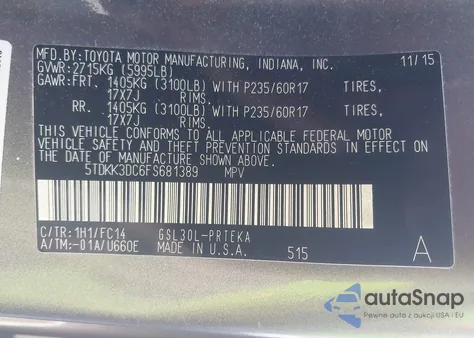 MFD.BY: TOYOTA MOTOR MANUFACTURING, INDIANA, INC. 11/15
GVWR:2715KG (5995LB)
GAWR:FRT. 1405KG (3100LB) WITH P235/60R17 TIRES,
17X7J RIMS,
RR. 1405KG (3100LB) WITH P235/60R17 TIRES,
17X7J RIMS.
THIS VEHICLE CONFORMS TO ALL APPLICABLE FEDERAL MOTOR
VEHICLE SAFETY AND THEFT PREVENTION STANDARDS IN EFFECT
ON THE DATE OF MANUFACTURE SHOWN ABOVE.
5TDKK3DC6FS681389 MPV
C/TR:1H1/FC14 GSL30L-PRTEKA
A/TM:-01A/U660E MADE IN U.S.A. 515 A
autaSnap
Pewne auta z aukcji USA i EU